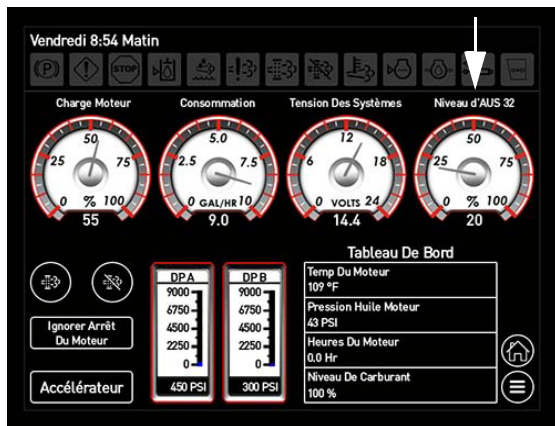 Vendredi 8:54 Matin
(P) STOP
Charge Moteur Consommation Tension Des Systèmes Niveau d'AUS 32
50 5.0 12 50
25 75 2.5 7.5 6 18 25 75
0 % 100 0 GAL/HR 10 0 VOLTS 24 0 % 100
55 9.0 14.4 20
Tableau De Bord
DPA DPB
9000 9000
6750 6750
4500 4500
2250 2250
0 0
450 PSI 300 PSI
Temp Du Moteur
109 °F
Pression Huile Moteur
43 PSI
Heures Du Moteur
0.0 Hr
Niveau De Carburant
100 %
Ignorer Arrêt
Du Moteur
Accélérateur